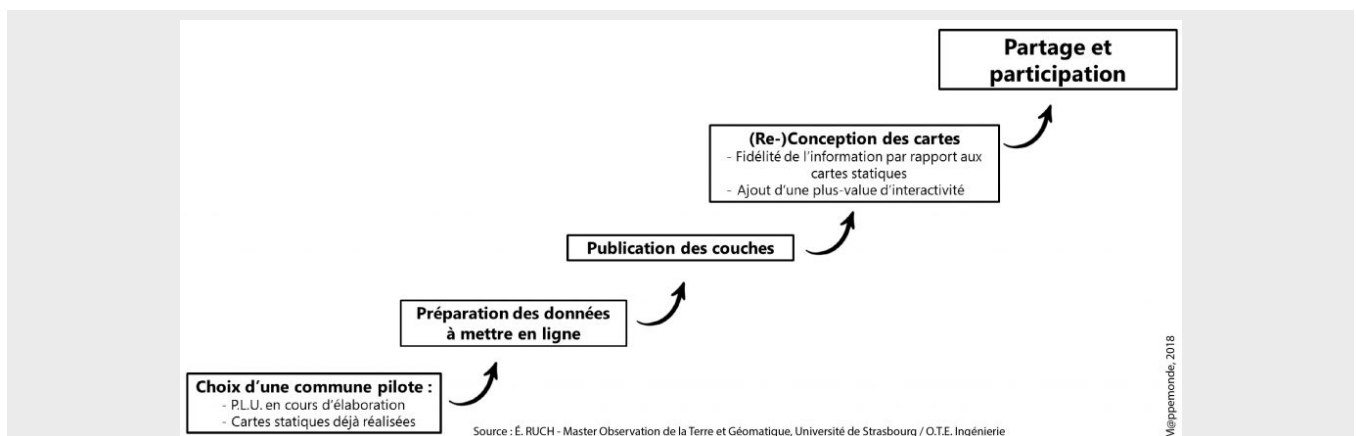 Partage et
participation
(Re-)Conception des cartes
- Fidélité de l'information par rapport aux
cartes statiques
- Ajout d'une plus-value d'interactivité
Publication des couches
Préparation des données
à mettre en ligne
Choix d'une commune pilote :
- P.L.U. en cours d'élaboration
- Cartes statiques déjà réalisées
Source : É. RUCH - Master Observation de la Terre et Géomatique, Université de Strasbourg / O.T.E. Ingénierie
M@ppemonde, 2018